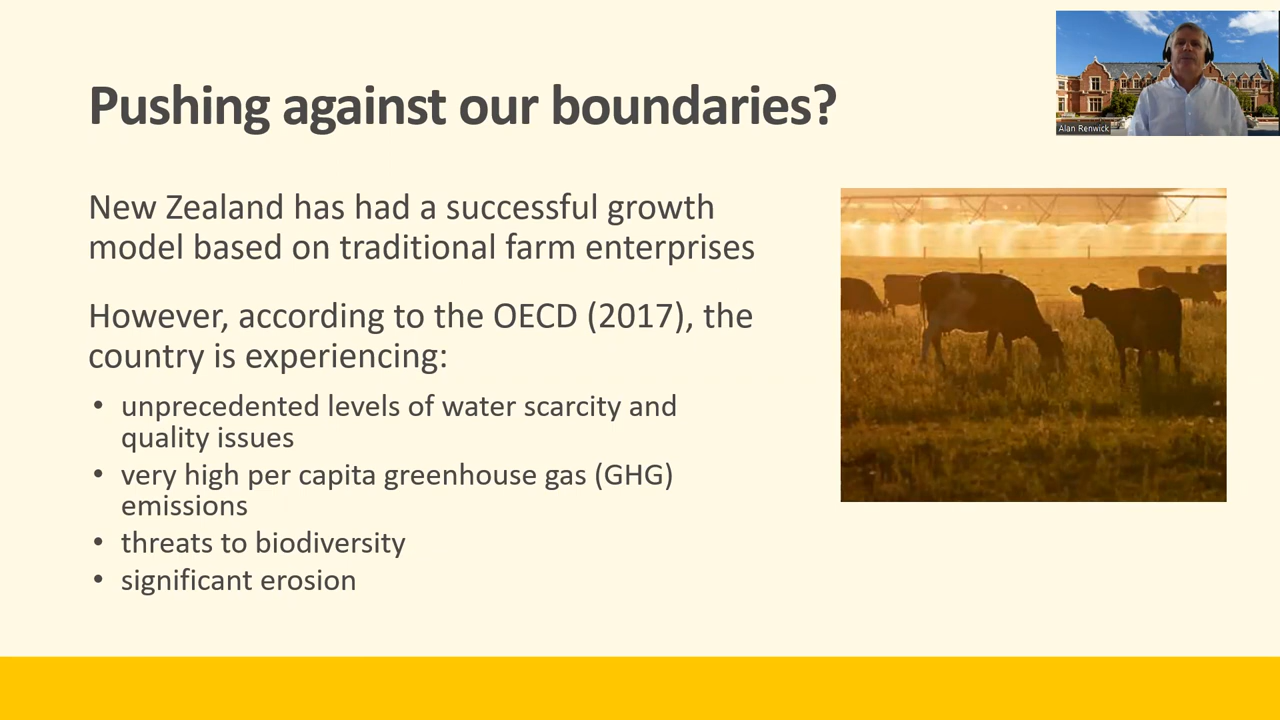 Pushing against our boundaries?
Alan Renwick
New Zealand has had a successful growth
model based on traditional farm enterprises
However, according to the OECD (2017), the
country is experiencing:
• unprecedented levels of water scarcity and
quality issues
• very high per capita greenhouse gas (GHG)
emissions
• threats to biodiversity
• significant erosion